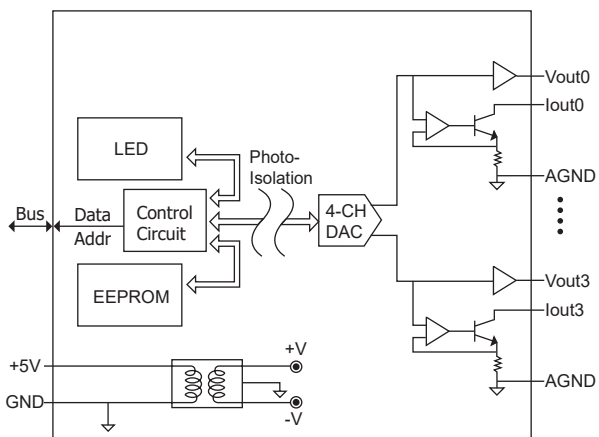 Vout0
Iout0
LED
Photo-
Isolation
AGND
Bus
Data
Addr
Control
Circuit
4-CH
DAC
EEPROM
Vout3
Iout3
+V
+5V
AGND
GND
-V